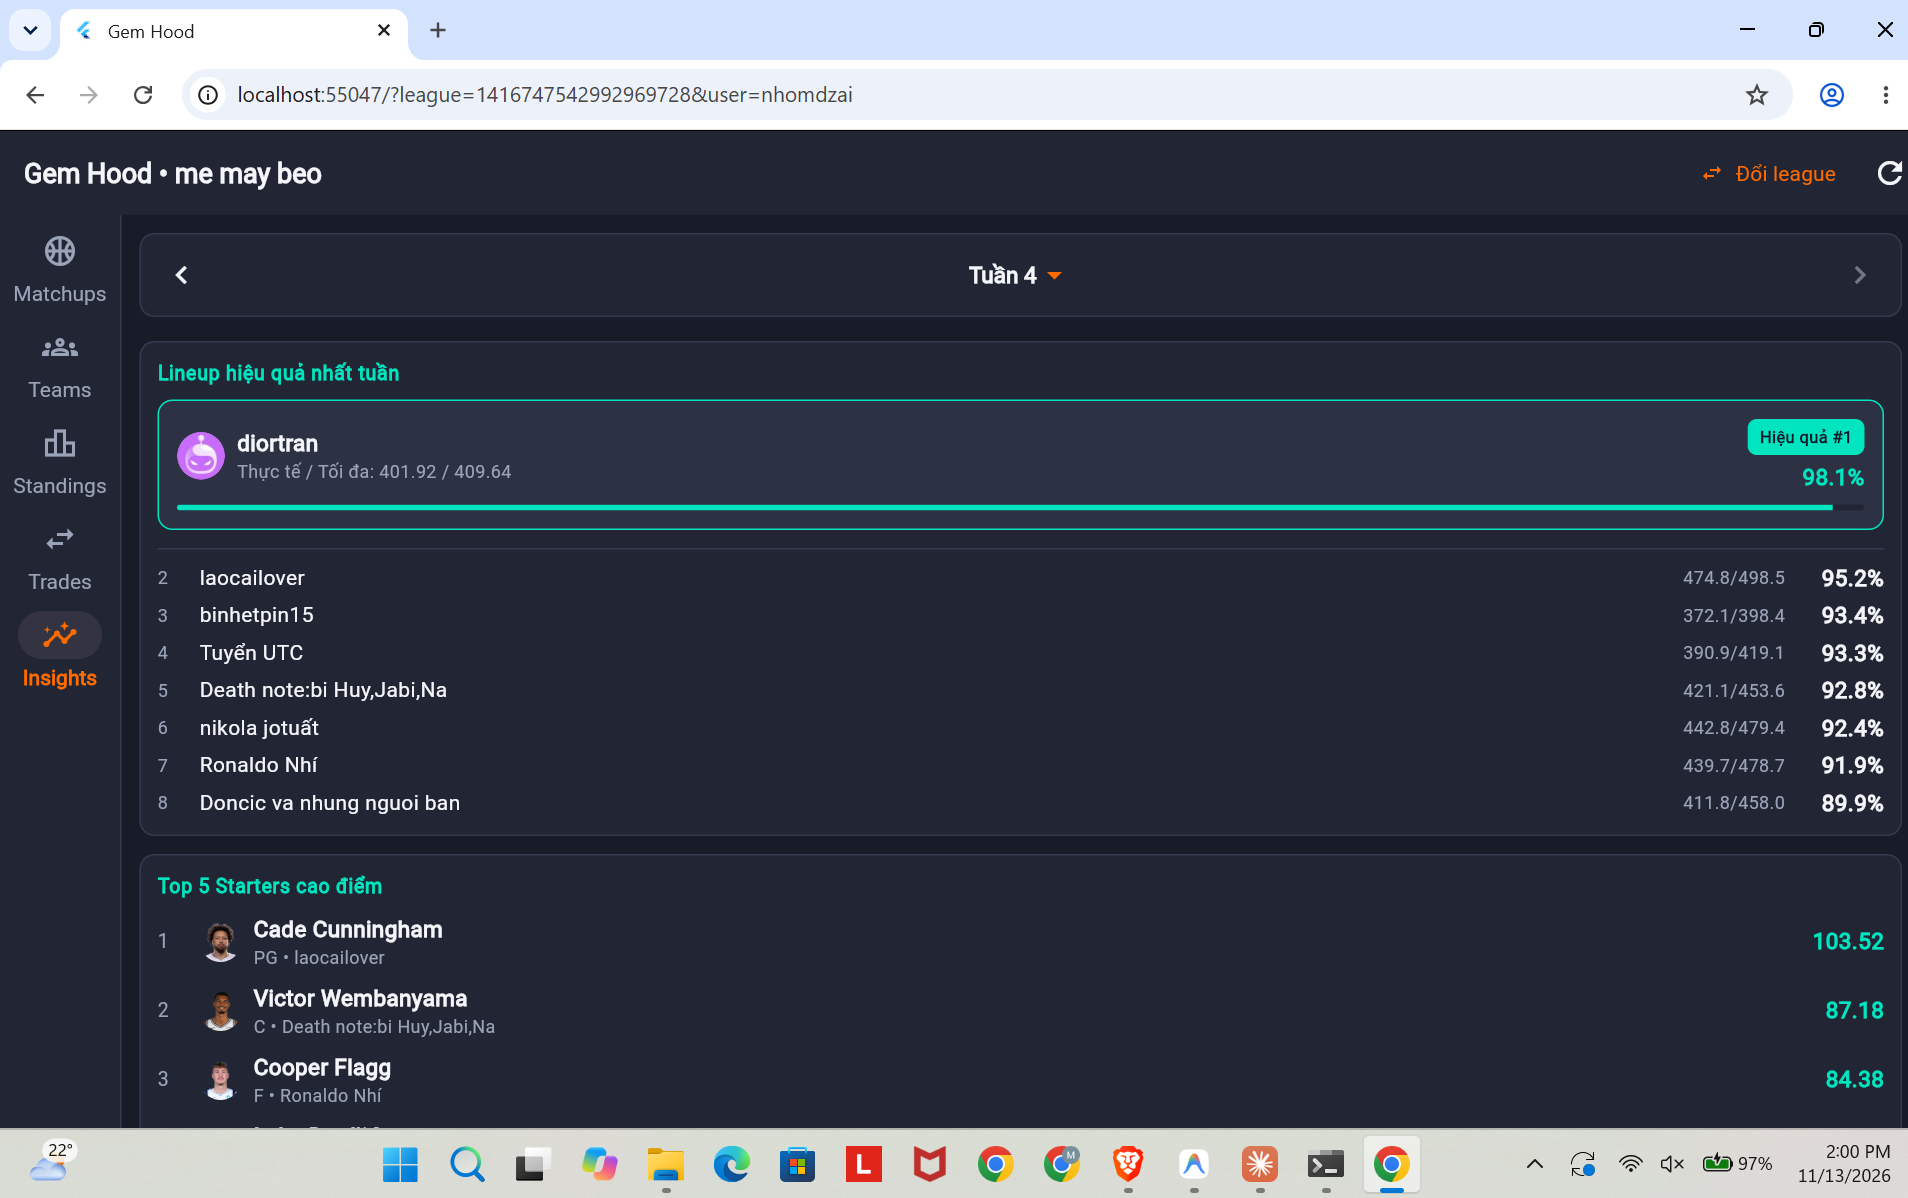 Gem Hood
localhost:55047/?league=1416747542992969728&user=nhomdzai
Gem Hood • me may beo
Đổi league
Matchups
Teams
Standings
Trades
Insights
Tuần 4
Lineup hiệu quả nhất tuần
diortran
Thực tế / Tối đa: 401.92 / 409.64
Hiệu quả #1
98.1%
2 laocailover 474.8/498.5 95.2%
3 binhetpin15 372.1/398.4 93.4%
4 Tuyển UTC 390.9/419.1 93.3%
5 Death note:bi Huy,Jabi,Na 421.1/453.6 92.8%
6 nikola jotuất 442.8/479.4 92.4%
7 Ronaldo Nhí 439.7/478.7 91.9%
8 Doncic va nhung nguoi ban 411.8/458.0 89.9%
Top 5 Starters cao điểm
1 Cade Cunningham 103.52
PG • laocailover
2 Victor Wembanyama 87.18
C • Death note:bi Huy,Jabi,Na
3 Cooper Flagg 84.38
F • Ronaldo Nhí
22°
L
M
97%
2:00 PM
11/13/2026